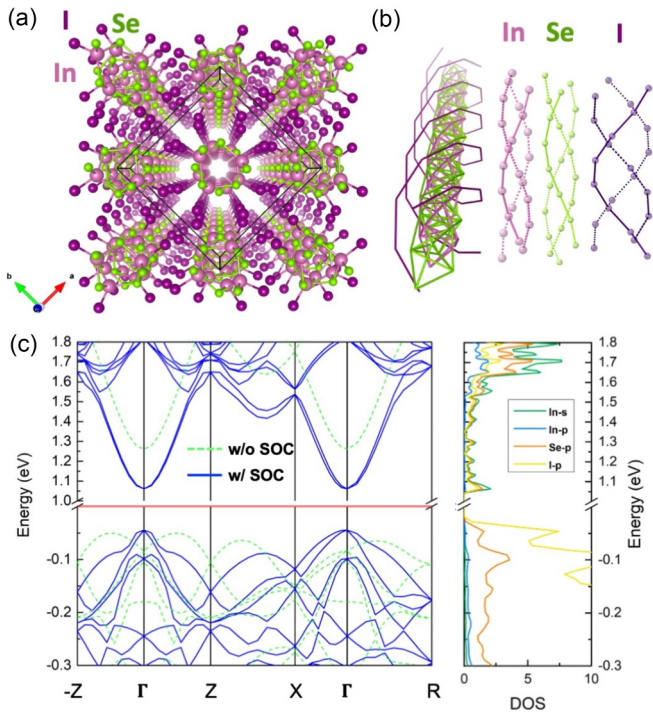 (a)
I Se
In
b
a
(b)
In Se I
(c)
Energy (eV)
1.8
1.7
1.6
1.5
1.4
1.3
1.2
1.1
1.0
-0.1
-0.2
-0.3
w/o SOC
w/ SOC
-Z Γ Z X Γ R
In-s
In-p
Se-p
I-p
1.8
1.7
1.6
1.5
1.4
1.3
1.2
1.1
-0.1
-0.2
-0.3
Energy (eV)
0 5 10
DOS